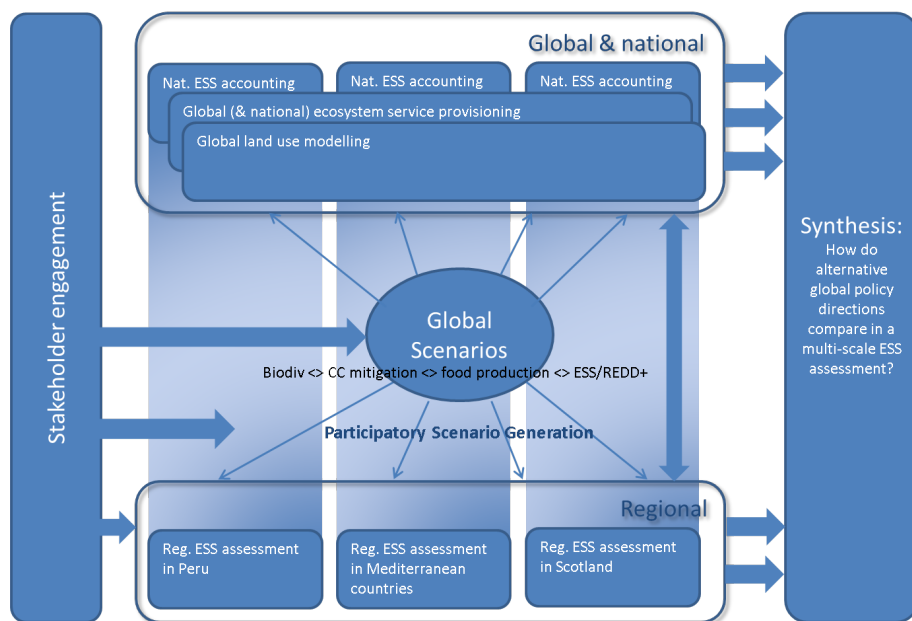 Stakeholder engagement
Global & national
Nat. ESS accounting
Nat. ESS accounting
Nat. ESS accounting
Global (& national) ecosystem service provisioning
Global land use modelling
Global
Scenarios
Biodiv <> CC mitigation <> food production <> ESS/REDD+
Participatory Scenario Generation
Regional
Reg. ESS assessment
in Peru
Reg. ESS assessment
in Mediterranean
countries
Reg. ESS assessment
in Scotland
Synthesis:
How do
alternative
global policy
directions
compare in a
multi-scale ESS
assessment?